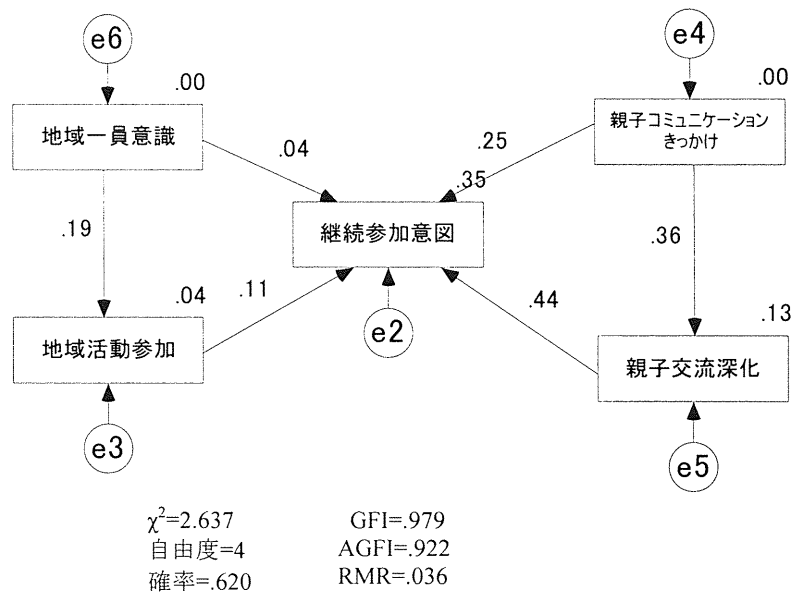 e6
e4
.00
.00
地域一員意識
親子コミュニケーション
きっかけ
.04
.25
.35
継続参加意図
.19
.36
.04
.11
.44
.13
地域活動参加
e2
親子交流深化
e3
e5
χ²=2.637
GFI=.979
自由度=4
AGFI=.922
確率=.620
RMR=.036